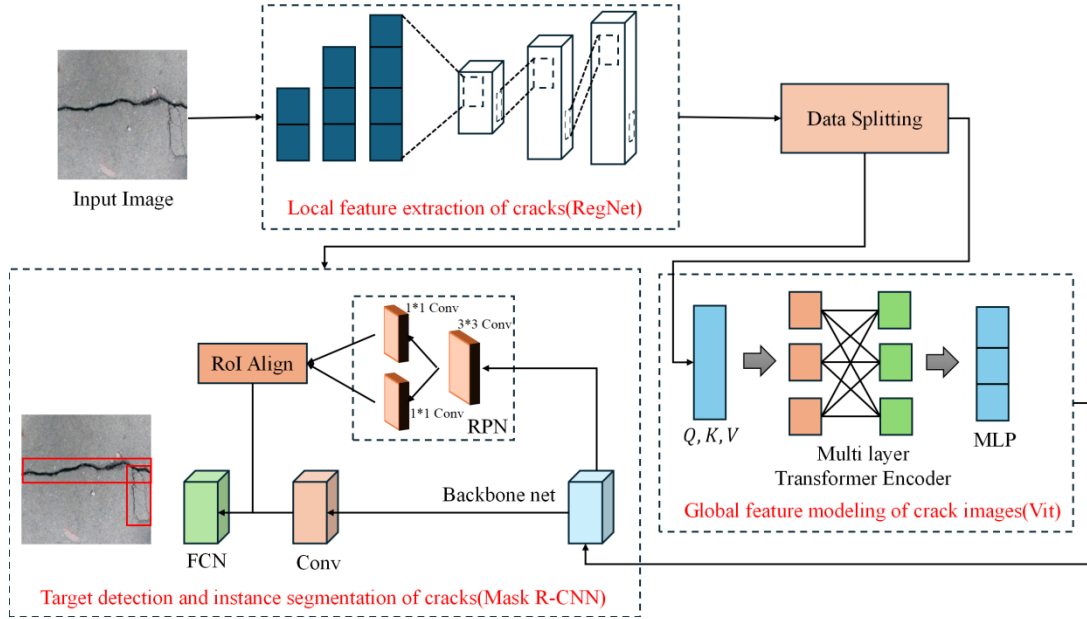 Input Image
Local feature extraction of cracks(RegNet)
Data Splitting
1*1 Conv
3*3 Conv
RoI Align
1*1 Conv
RPN
Backbone net
FCN
Conv
Target detection and instance segmentation of cracks(Mask R-CNN)
Q, K, V
Multi layer
Transformer Encoder
MLP
Global feature modeling of crack images(Vit)